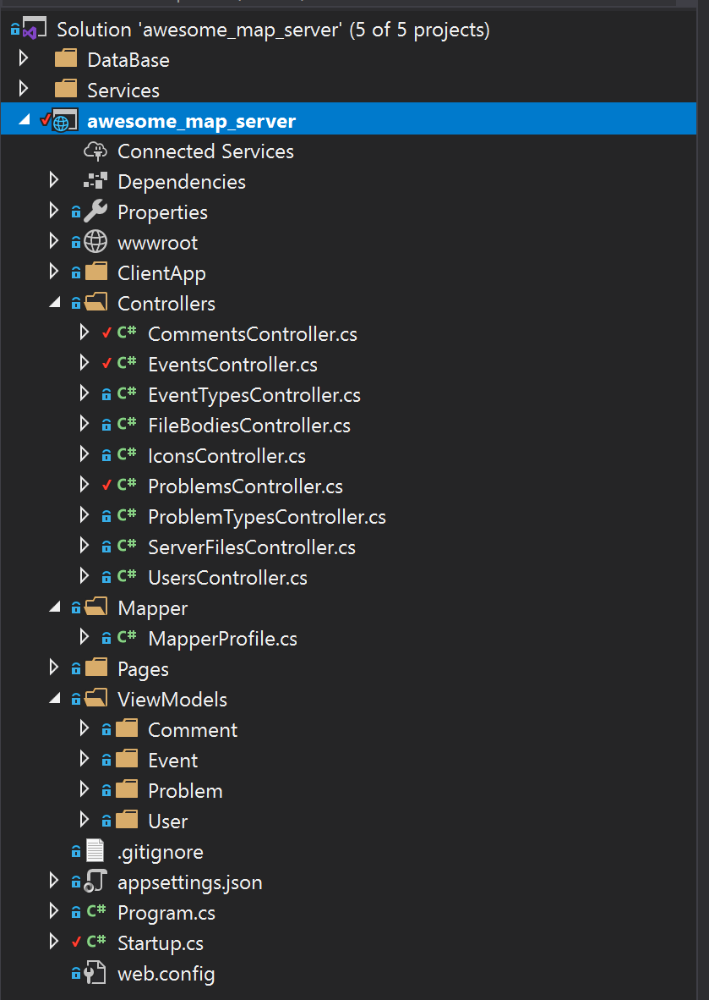 Solution 'awesome_map_server' (5 of 5 projects)
DataBase
Services
awesome_map_server
Connected Services
Dependencies
Properties
wwwroot
ClientApp
Controllers
C# CommentsController.cs
C# EventsController.cs
C# EventTypesController.cs
C# FileBodiesController.cs
C# IconsController.cs
C# ProblemsController.cs
C# ProblemTypesController.cs
C# ServerFilesController.cs
C# UsersController.cs
Mapper
C# MapperProfile.cs
Pages
ViewModels
Comment
Event
Problem
User
.gitignore
appsettings.json
C# Program.cs
C# Startup.cs
web.config